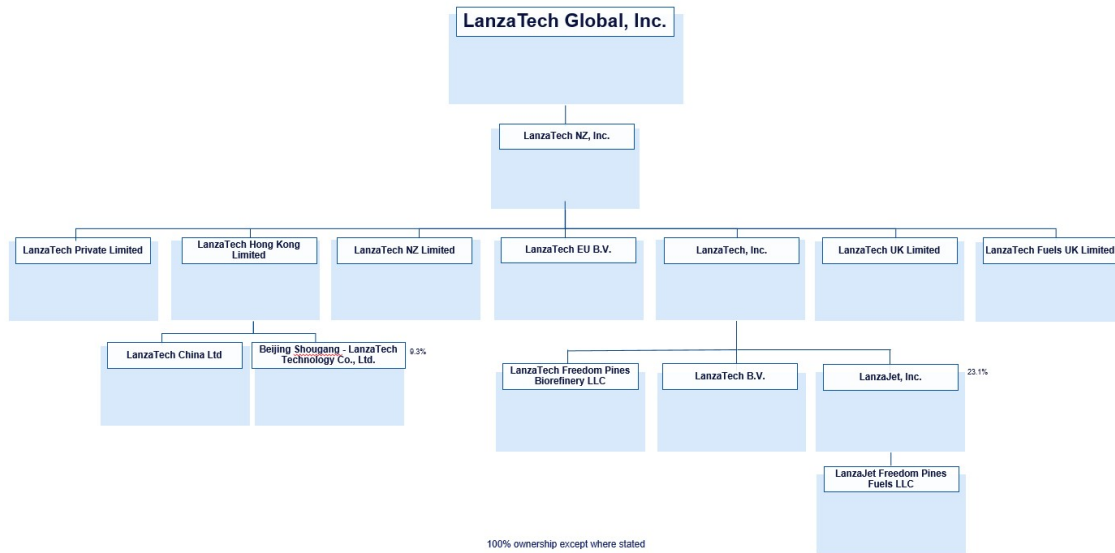 LanzaTech Global, Inc.
LanzaTech NZ, Inc.
LanzaTech Private Limited
LanzaTech Hong Kong
Limited
LanzaTech NZ Limited
LanzaTech EU B.V.
LanzaTech, Inc.
LanzaTech UK Limited
LanzaTech Fuels UK Limited
LanzaTech China Ltd
Beijing Shougang - LanzaTech
Technology Co., Ltd.
9.3%
LanzaTech Freedom Pines
Biorefinery LLC
LanzaTech B.V.
LanzaJet, Inc.
23.1%
LanzaJet Freedom Pines
Fuels LLC
100% ownership except where stated